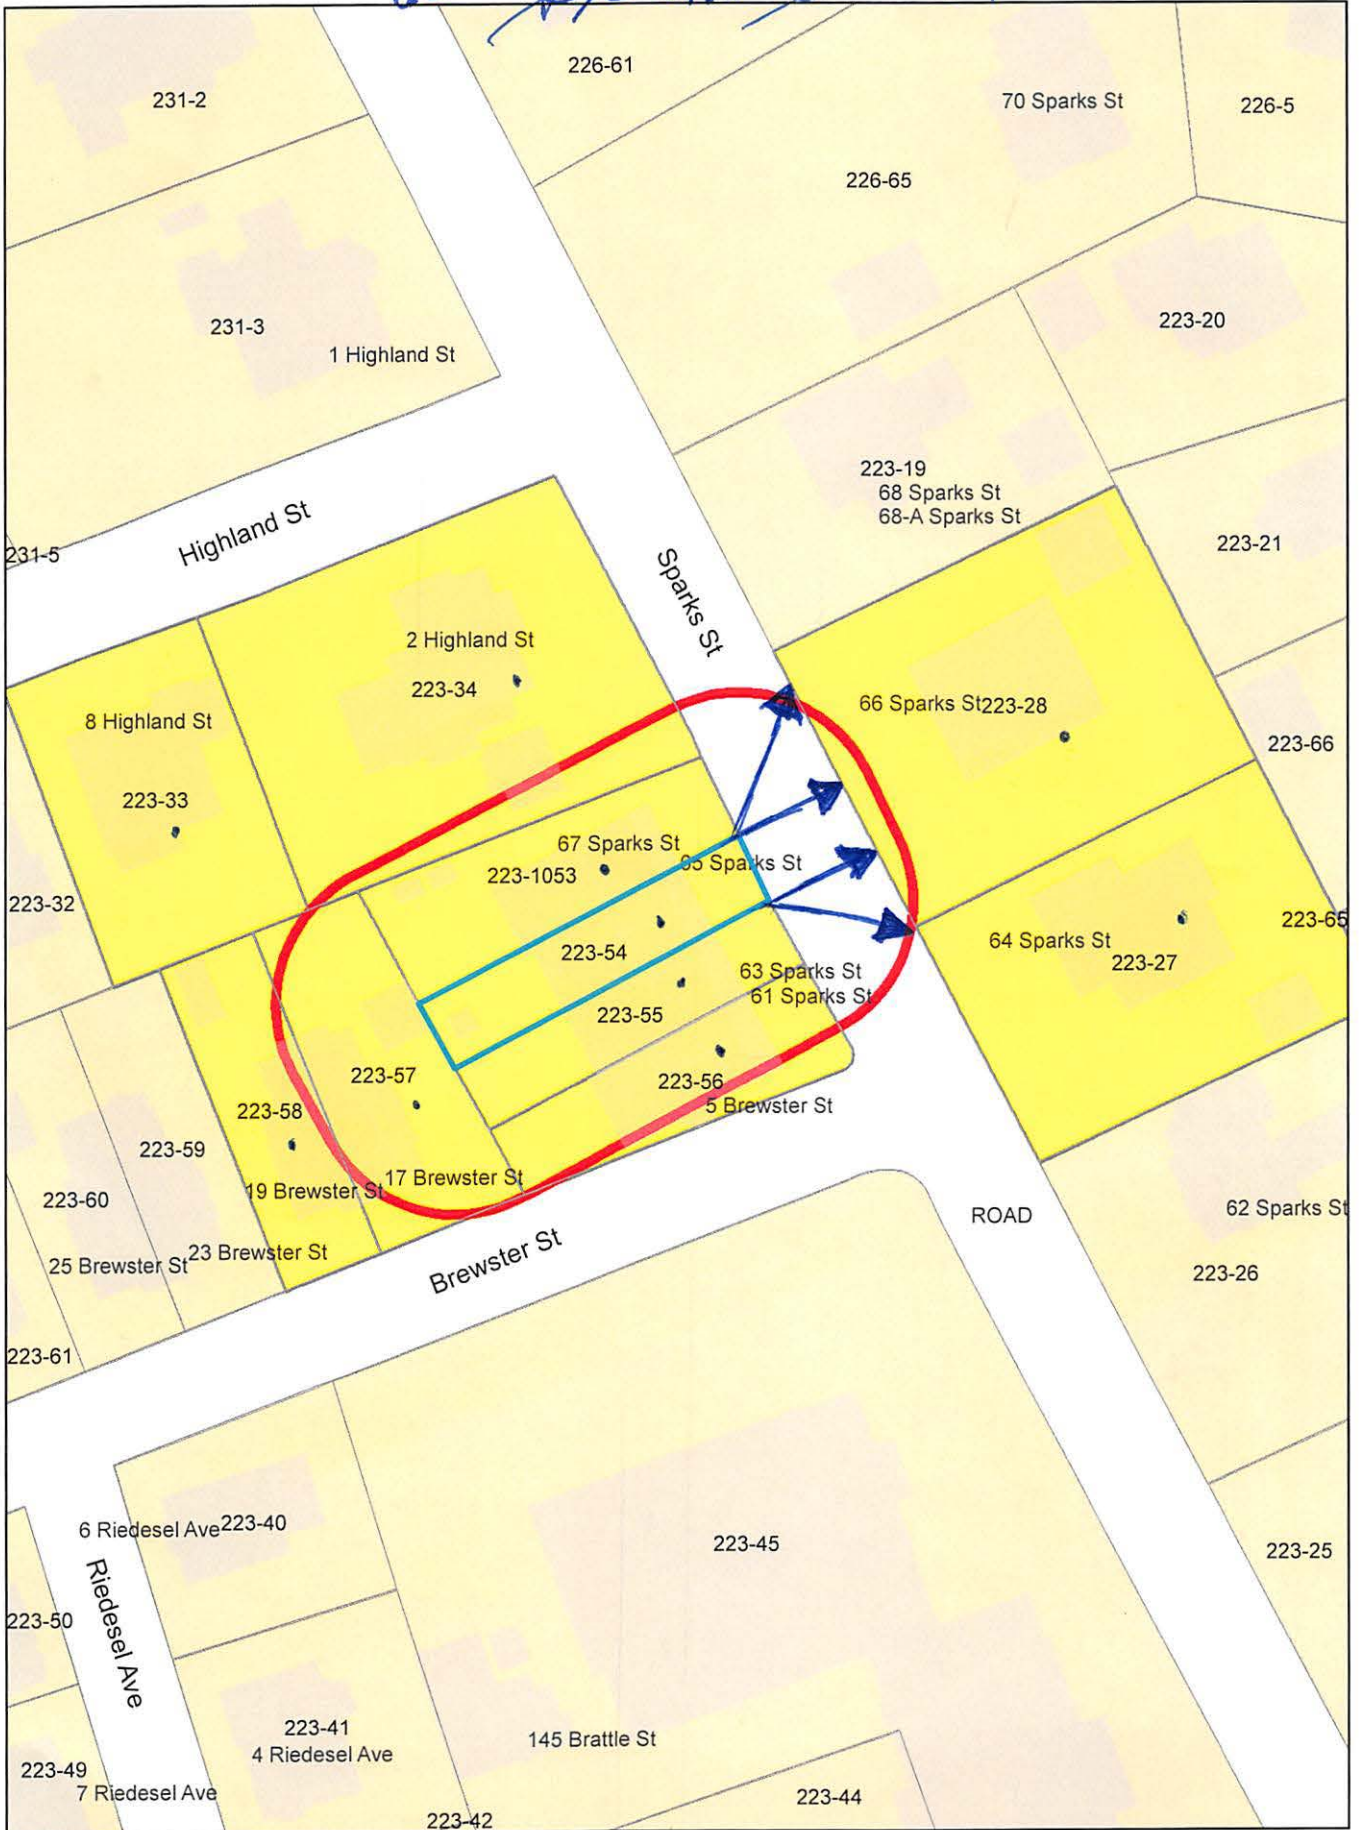 226-61
231-2
70 Sparks St
226-5
226-65
231-3
1 Highland St
223-20
223-19
68 Sparks St
68-A Sparks St
Highland St
231-5
223-21
Sparks St
2 Highland St
223-34
66 Sparks St
223-28
8 Highland St
223-66
223-33
67 Sparks St
65 Sparks St
223-1053
223-32
223-65
64 Sparks St
223-54
223-27
63 Sparks St
61 Sparks St
223-55
223-57
223-56
5 Brewster St
223-58
223-59
17 Brewster St
19 Brewster St
223-60
62 Sparks St
ROAD
23 Brewster St
25 Brewster St
Brewster St
223-26
223-61
6 Riedesel Ave
223-40
223-45
223-25
Riedesel Ave
223-50
223-41
4 Riedesel Ave
145 Brattle St
223-49
7 Riedesel Ave
223-44
223-42